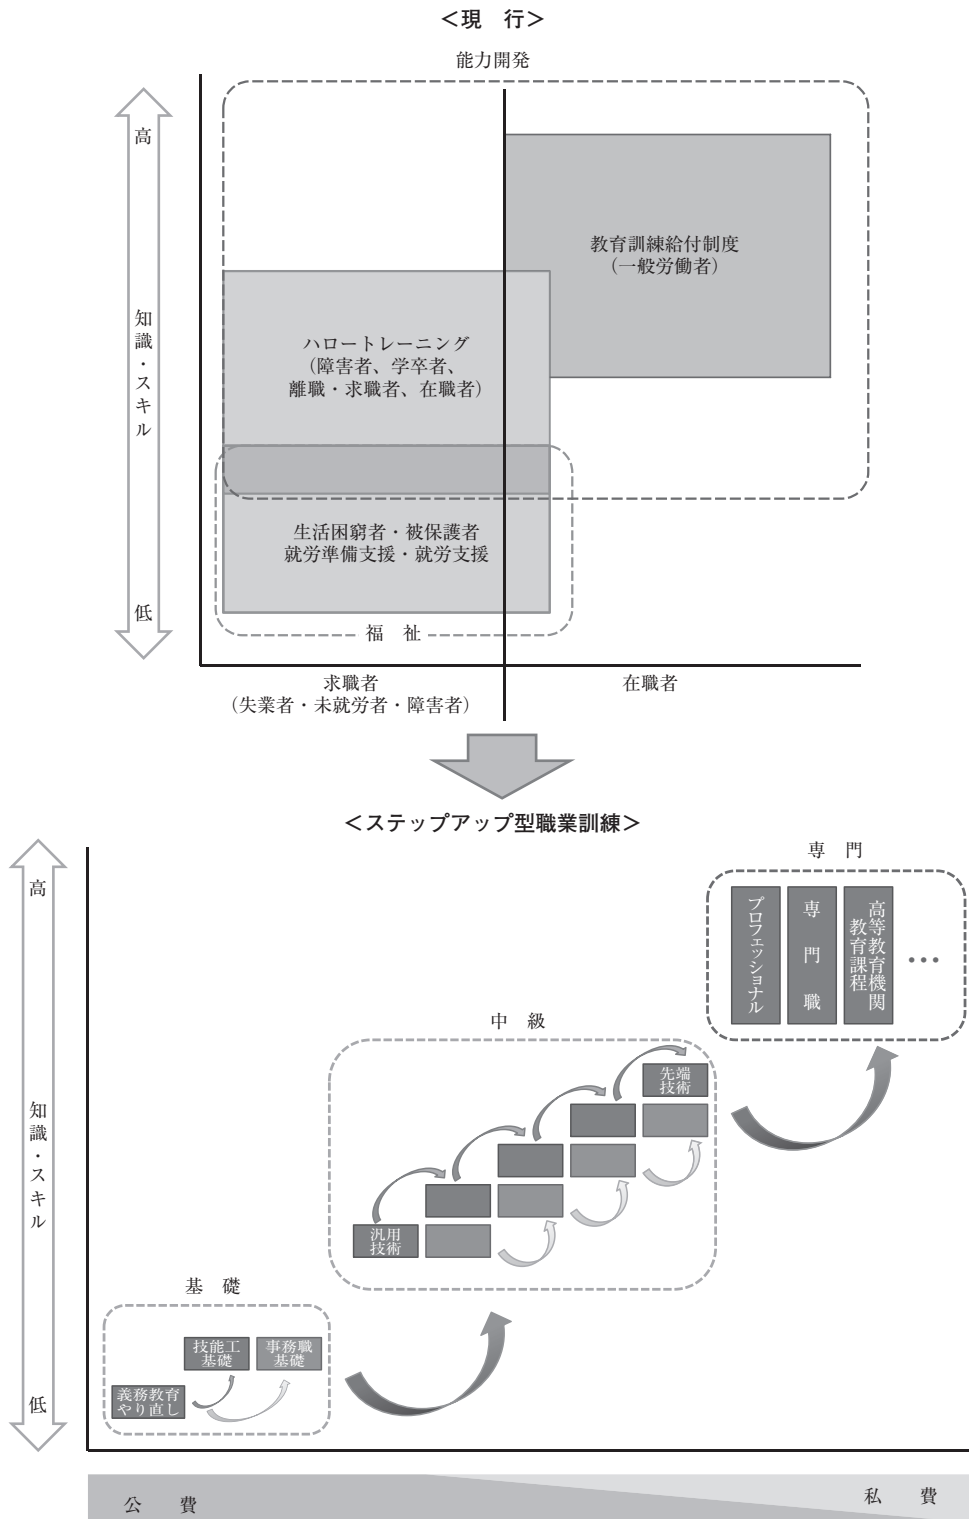 ＜現　行＞
能力開発
高
知識・スキル
低
教育訓練給付制度
（一般労働者）
ハロートレーニング
（障害者、学卒者、
離職・求職者、在職者）
生活困窮者・被保護者
就労準備支援・就労支援
福　祉
求職者
（失業者・未就労者・障害者）
在職者
＜ステップアップ型職業訓練＞
高
知識・スキル
低
専　門
プロフェッショナル
専門職
高等教育機関
教育課程
…
中　級
先端
技術
汎用
技術
基　礎
技能工
基礎
事務職
基礎
義務教育
やり直し
公　費
私　費